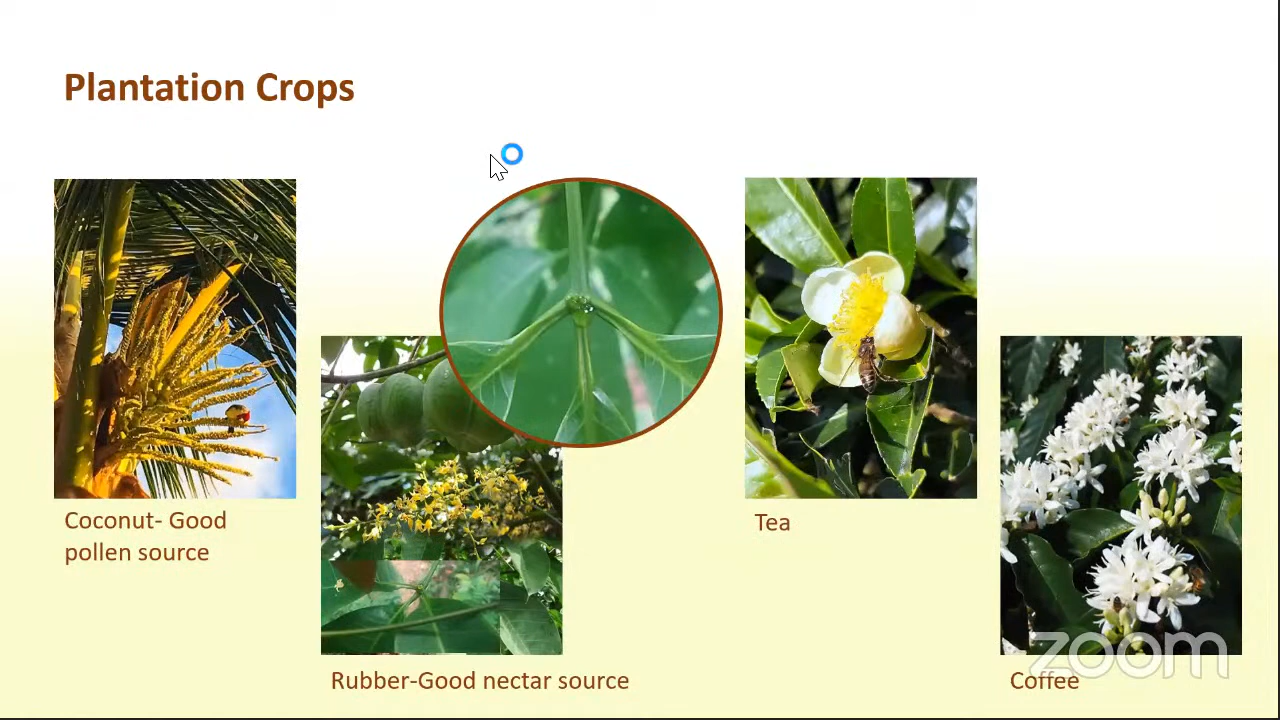 Plantation Crops
Coconut- Good
pollen source
Rubber-Good nectar source
Tea
Coffee
zoom